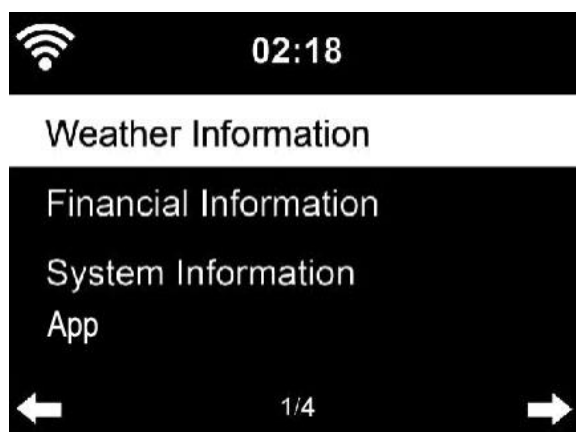 02:18
Weather Information
Financial Information
System Information
App
1/4